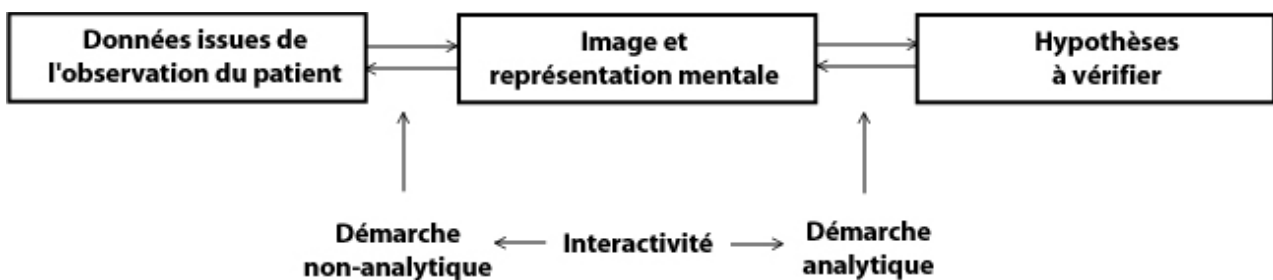 Données issues de
l'observation du patient
Image et
représentation mentale
Hypothèses
à vérifier
Démarche
non-analytique
Interactivité
Démarche
analytique